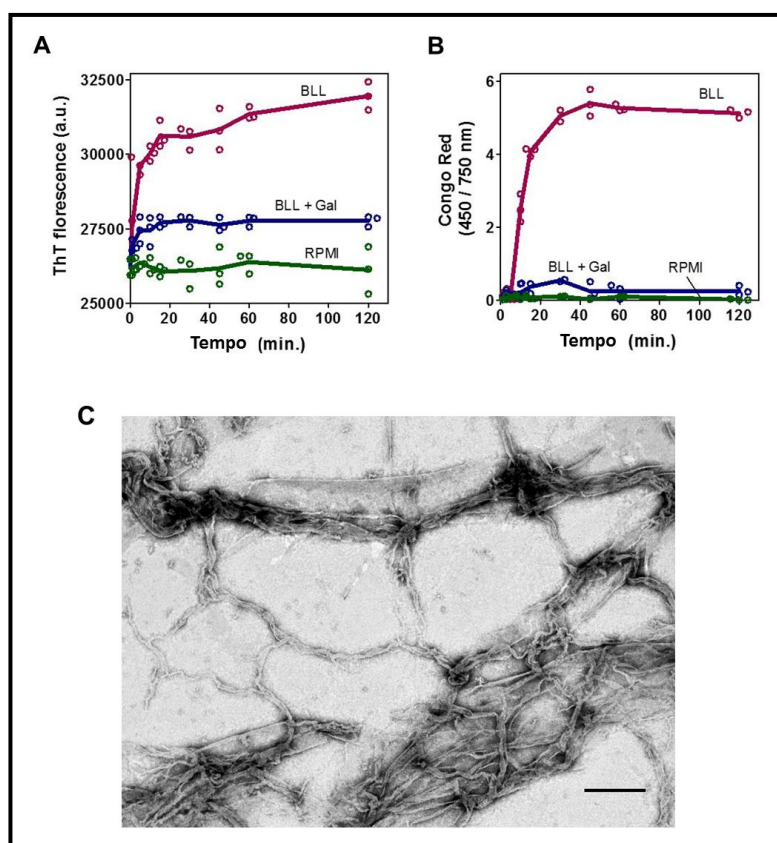 A
32500
30000
27500
25000
ThT florescence (a.u.)
BLL
BLL + Gal
RPMI
0 20 40 60 80 100 120
Tempo (min.)
B
6
4
2
0
Congo Red
(450 / 750 nm)
BLL
BLL + Gal
RPMI
0 20 40 60 80 100 120
Tempo (min.)
C